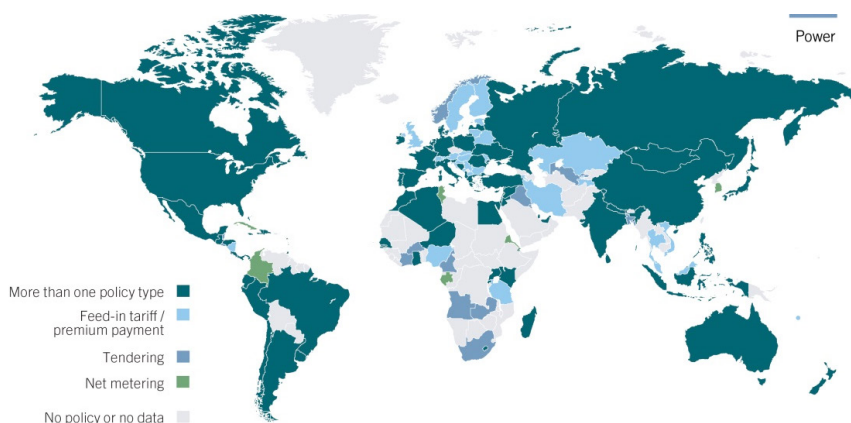 Power
More than one policy type
Feed-in tariff /
premium payment
Tendering
Net metering
No policy or no data